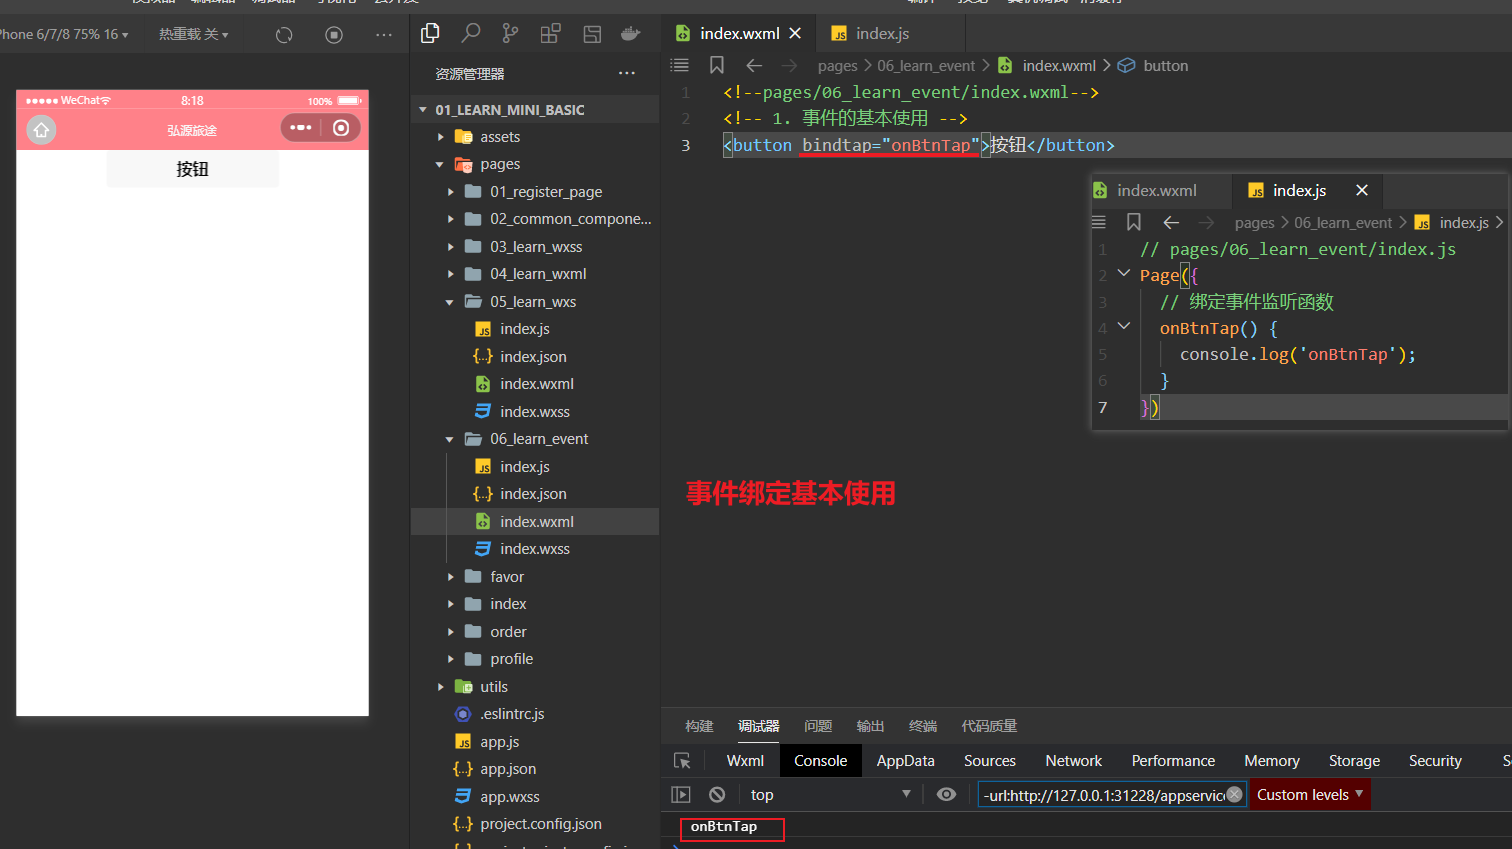 Phone 6/7/8 75% 16
热重载 关
WeChat
8:18
100%
弘源旅途
按钮
资源管理器
01_LEARN_MINI_BASIC
assets
pages
01_register_page
02_common_compone...
03_learn_wxss
04_learn_wxml
05_learn_wxs
index.js
index.json
index.wxml
index.wxss
06_learn_event
index.js
index.json
index.wxml
index.wxss
favor
index
order
profile
utils
.eslintrc.js
app.js
app.json
app.wxss
project.config.json
index.wxml
index.js
pages > 06_learn_event > index.wxml > button
1 <!--pages/06_learn_event/index.wxml-->
2 <!-- 1. 事件的基本使用 -->
3 <button bindtap="onBtnTap">按钮</button>
index.wxml
index.js
pages > 06_learn_event > index.js >
1 // pages/06_learn_event/index.js
2 Page({
3 // 绑定事件监听函数
4 onBtnTap() {
5 console.log('onBtnTap');
6 }
7 })
事件绑定基本使用
构建 调试器 问题 输出 终端 代码质量
Wxml Console AppData Sources Network Performance Memory Storage Security
top
-url:http://127.0.0.1:31228/appservic
Custom levels
onBtnTap